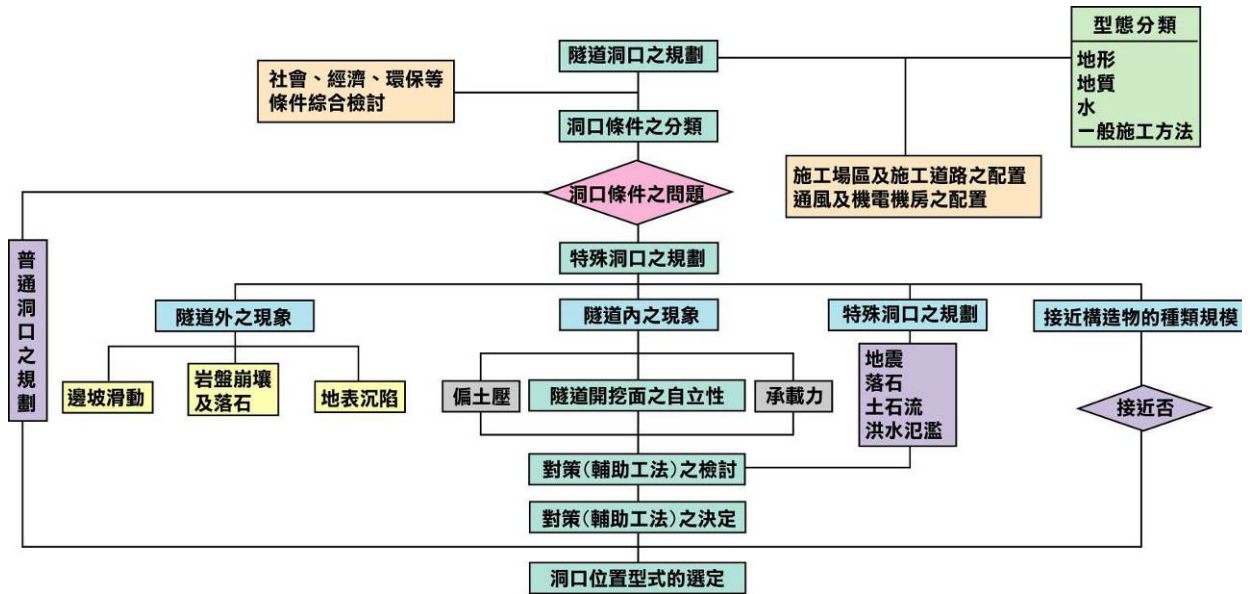 型態分類
地形
地質
水
一般施工方法
隧道洞口之規劃
社會、經濟、環保等
條件綜合檢討
洞口條件之分類
施工場區及施工道路之配置
通風及機電機房之配置
洞口條件之問題
普通洞口之規劃
特殊洞口之規劃
隧道外之現象
隧道內之現象
特殊洞口之規劃
接近構造物的種類規模
邊坡滑動
岩盤崩壤
及落石
地表沉陷
偏土壓
隧道開挖面之自立性
承載力
地震
落石
土石流
洪水氾濫
接近否
對策(輔助工法)之檢討
對策(輔助工法)之決定
洞口位置型式的選定